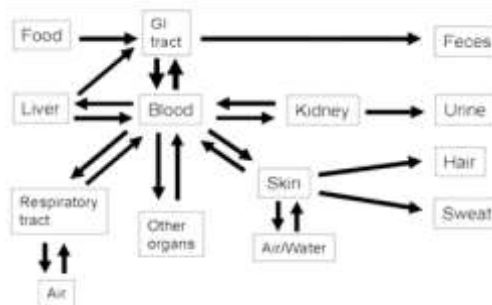 Food
GI
tract
Feces
Liver
Blood
Kidney
Urine
Hair
Skin
Respiratory
tract
Other
organs
Sweat
Air/Water
Air